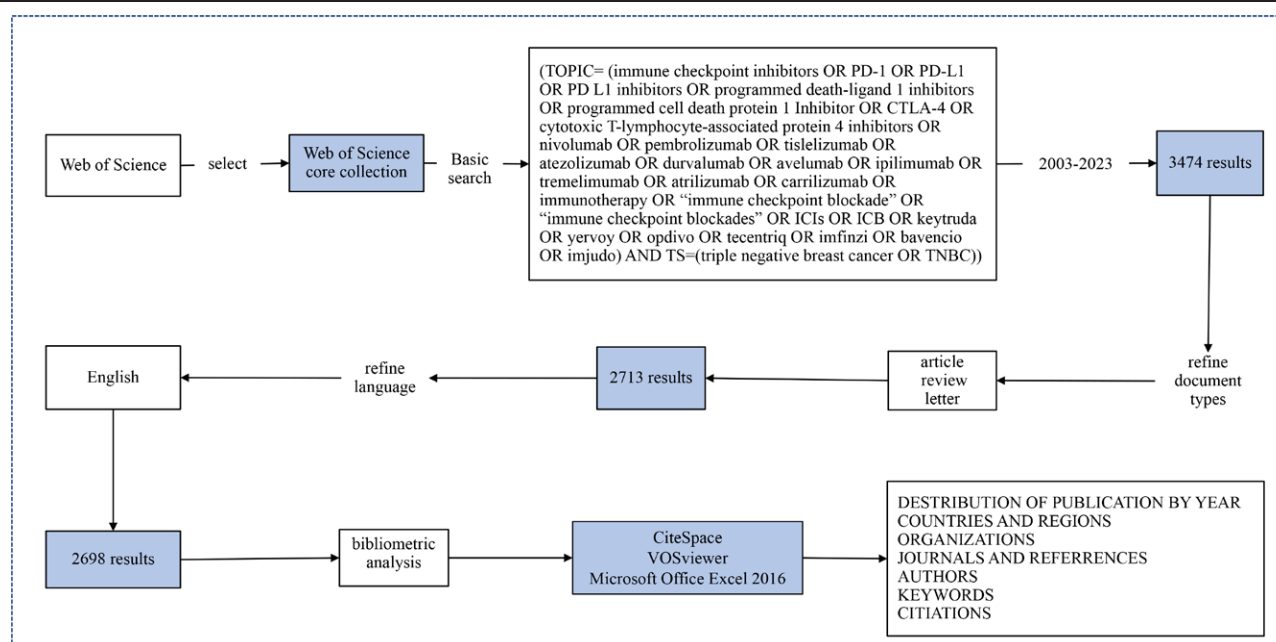 Web of Science
select
Web of Science
core collection
Basic
search
(TOPIC= (immune checkpoint inhibitors OR PD-1 OR PD-L1
OR PD L1 inhibitors OR programmed death-ligand 1 inhibitors
OR programmed cell death protein 1 Inhibitor OR CTLA-4 OR
cytotoxic T-lymphocyte-associated protein 4 inhibitors OR
nivolumab OR pembrolizumab OR tislelizumab OR
atezolizumab OR durvalumab OR avelumab OR ipilimumab OR
tremelimumab OR atrilizumab OR carrilizumab OR
immunotherapy OR “immune checkpoint blockade” OR
“immune checkpoint blockades” OR ICIs OR ICB OR keytruda
OR yervoy OR opdivo OR tecentriq OR imfinzi OR bavencio
OR imjudo) AND TS=(triple negative breast cancer OR TNBC))
2003-2023
3474 results
refine
document
types
article
review
letter
2713 results
refine
language
English
2698 results
bibliometric
analysis
CiteSpace
VOSviewer
Microsoft Office Excel 2016
DESTRIBUTION OF PUBLICATION BY YEAR
COUNTRIES AND REGIONS
ORGANIZATIONS
JOURNALS AND REFERRENCES
AUTHORS
KEYWORDS
CITIATIONS